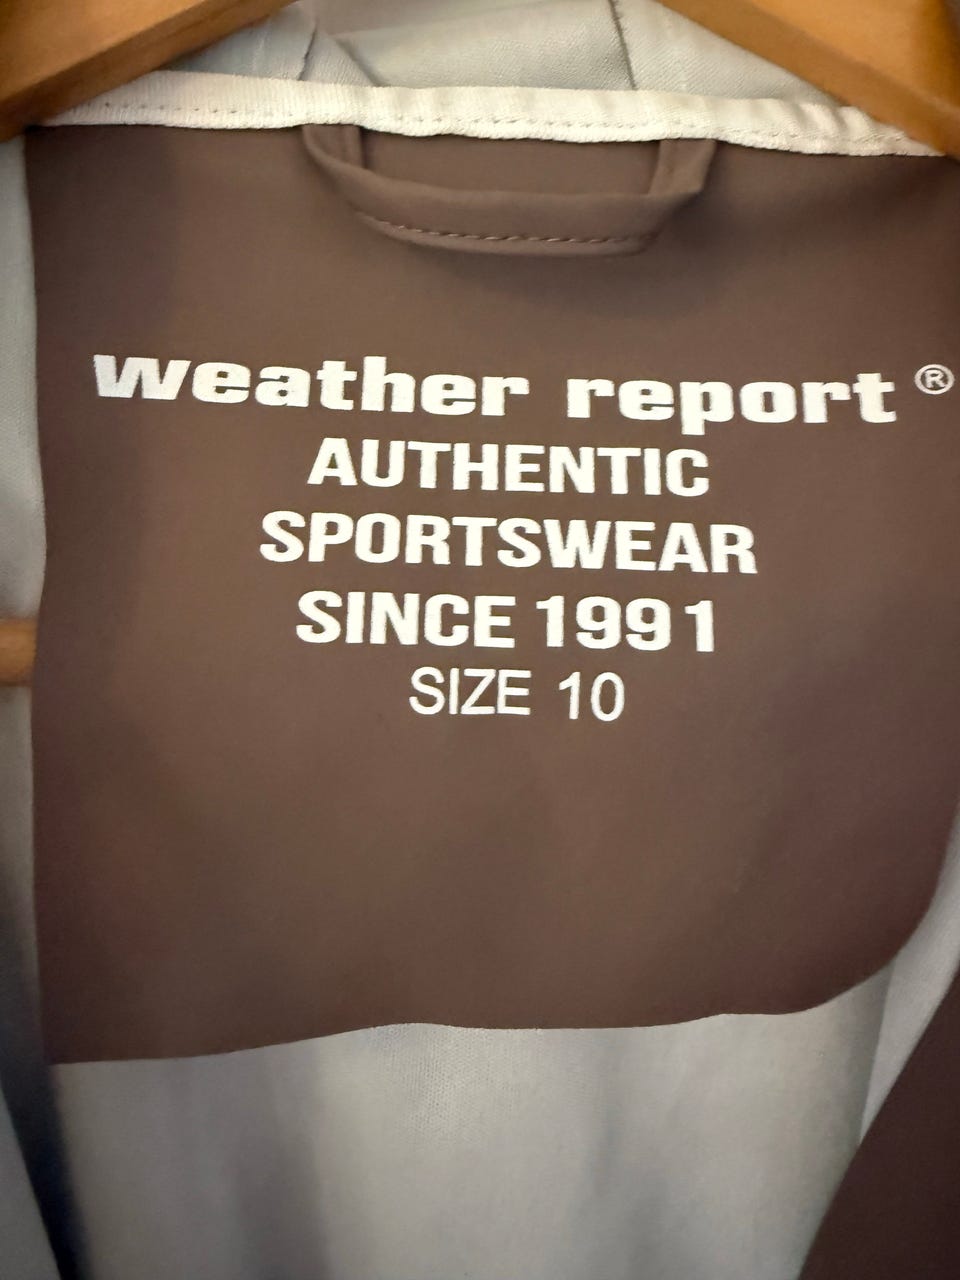 weather report®
AUTHENTIC
SPORTSWEAR
SINCE 1991
SIZE 10